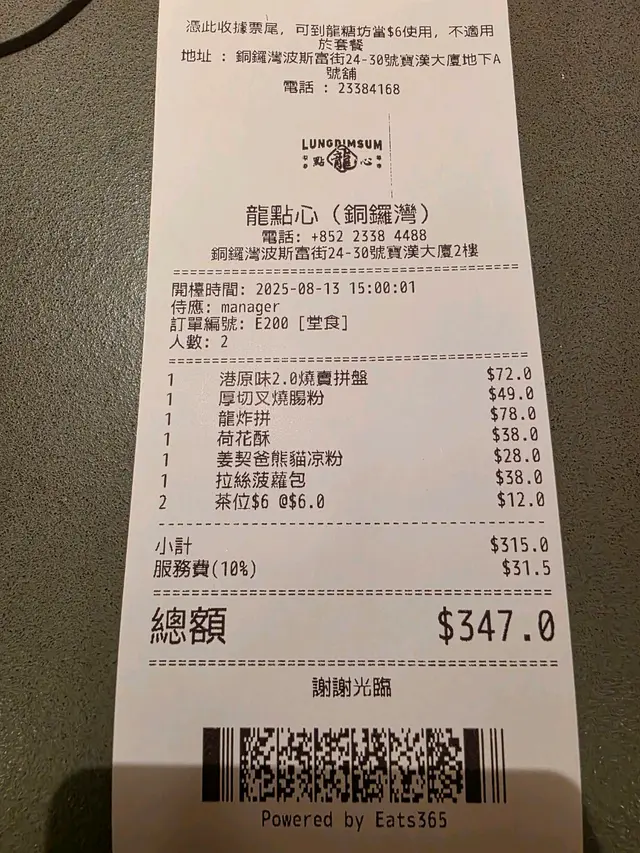 憑此收據票尾，可到龍糖坊當$6使用，不適用
於套餐
地址 : 銅鑼灣波斯富街24-30號寶漢大廈地下A
號舖
電話 : 23384168
LUNGDIMSUM
點 龍 心
龍點心（銅鑼灣）
電話: +852 2338 4488
銅鑼灣波斯富街24-30號寶漢大廈2樓
開檯時間: 2025-08-13 15:00:01
侍應: manager
訂單編號: E200 [堂食]
人數: 2
1 港原味2.0燒賣拼盤 $72.0
1 厚切叉燒腸粉 $49.0
1 龍炸拼 $78.0
1 荷花酥 $38.0
1 姜契爸熊貓凉粉 $28.0
1 拉絲菠蘿包 $38.0
2 茶位$6 @$6.0 $12.0
小計 $315.0
服務費(10%) $31.5
總額 $347.0
謝謝光臨
Powered by Eats365